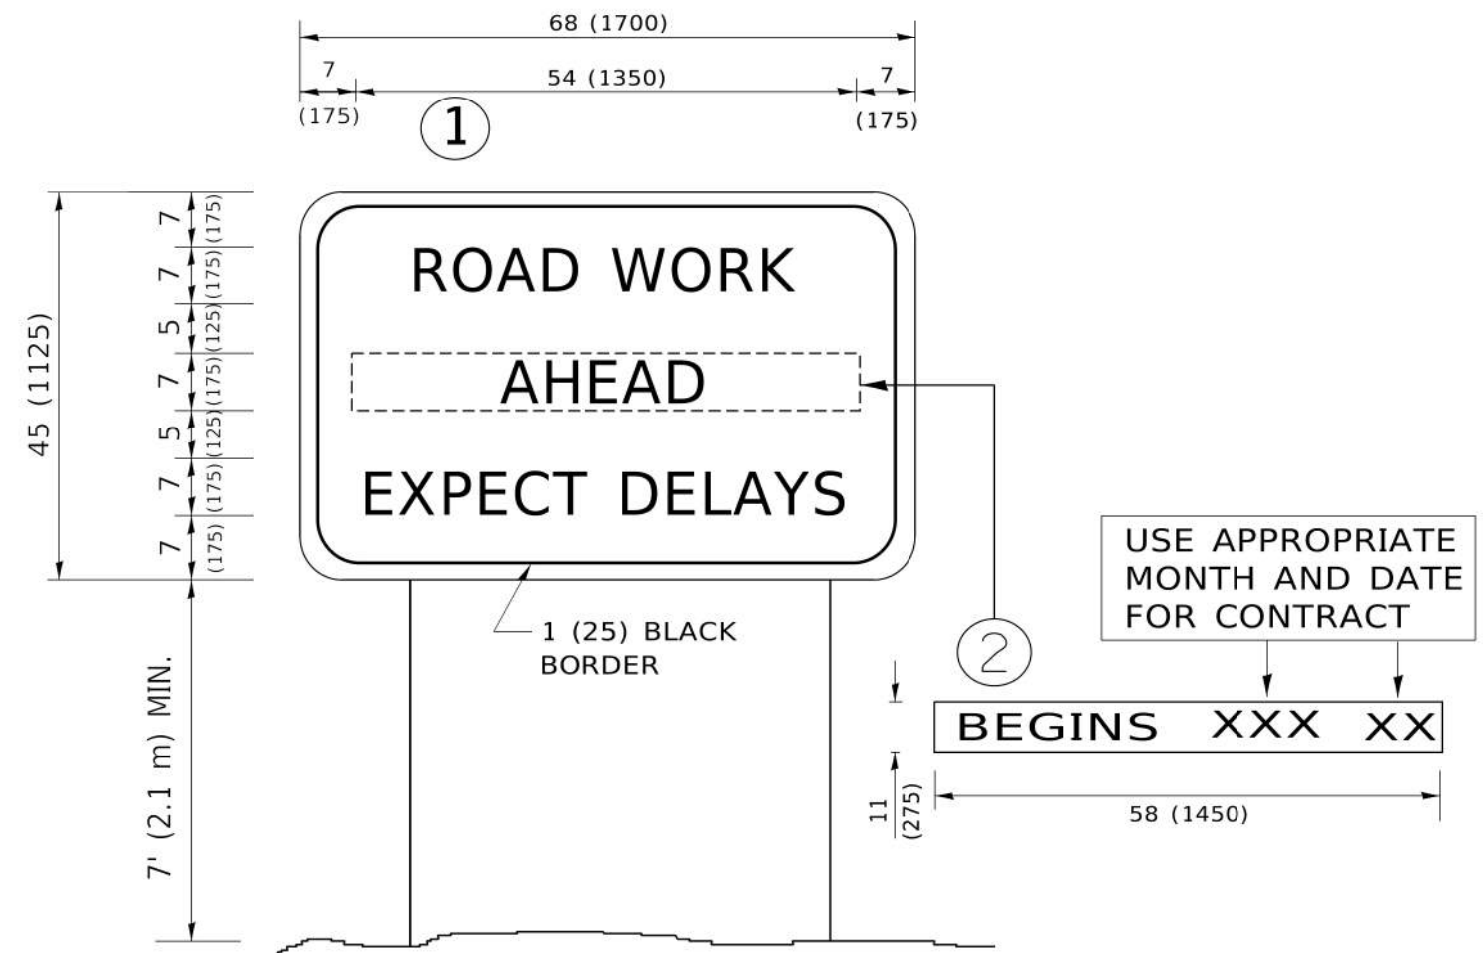 68 (1700)
7
54 (1350)
7
(175)
(175)
1
45 (1125)
7 (175)
7 (175)
5 (125)
7 (175)
5 (125)
7 (175)
7 (175)
ROAD WORK
AHEAD
EXPECT DELAYS
1 (25) BLACK
BORDER
7' (2.1 m) MIN.
USE APPROPRIATE
MONTH AND DATE
FOR CONTRACT
2
BEGINS XXX XX
11
(275)
58 (1450)